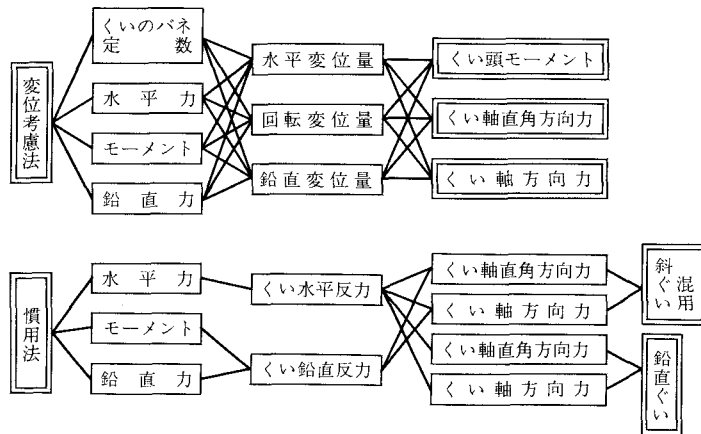 変位考慮法
くいのバネ
定数
水平力
モーメント
鉛直力
水平変位量
回転変位量
鉛直変位量
くい頭モーメント
くい軸直角方向力
くい軸方向力
慣用法
水平力
モーメント
鉛直力
くい水平反力
くい鉛直反力
くい軸直角方向力
くい軸方向力
くい軸直角方向力
くい軸方向力
斜ぐい
混用
鉛直ぐい